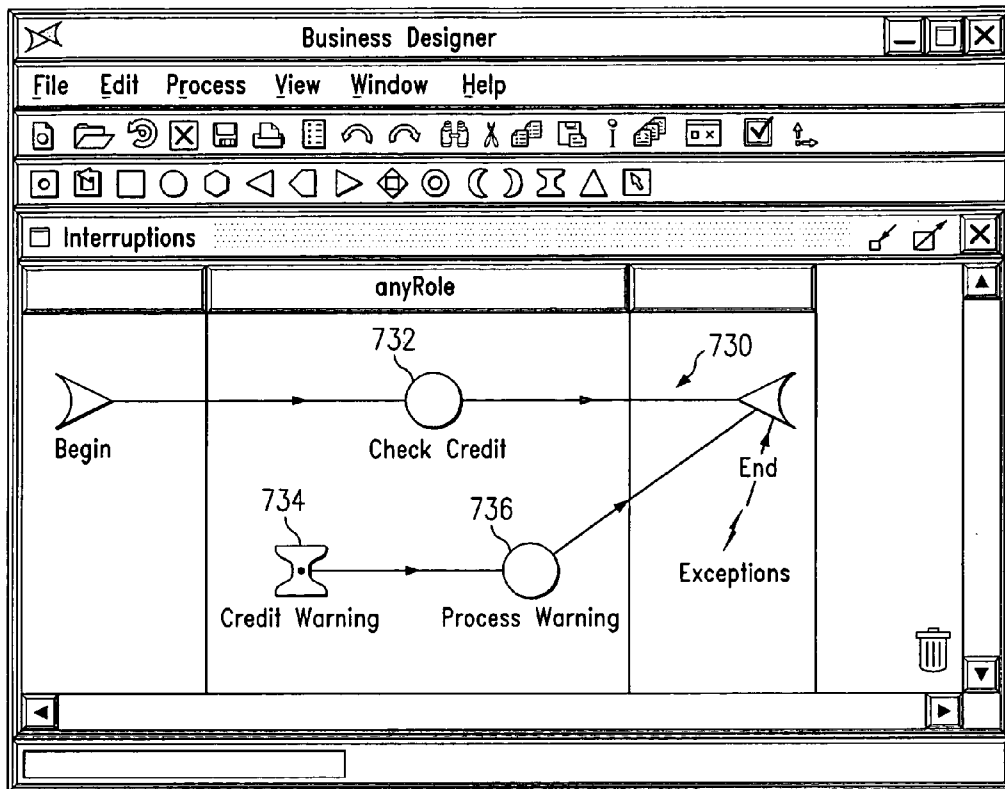 Business Designer
File Edit Process View Window Help
Interruptions
anyRole
732
730
Begin
Check Credit
End
734
736
Exceptions
Credit Warning
Process Warning